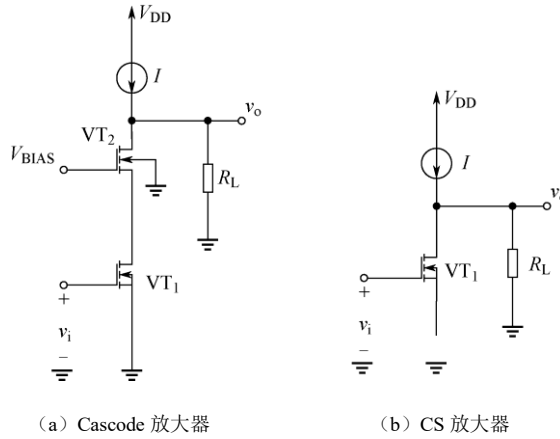 V_DD
I
v_o
VT_2
V_BIAS
R_L
VT_1
+
v_i
−
V_DD
I
v_o
R_L
VT_1
+
v_i
−
（a）Cascode 放大器
（b）CS 放大器